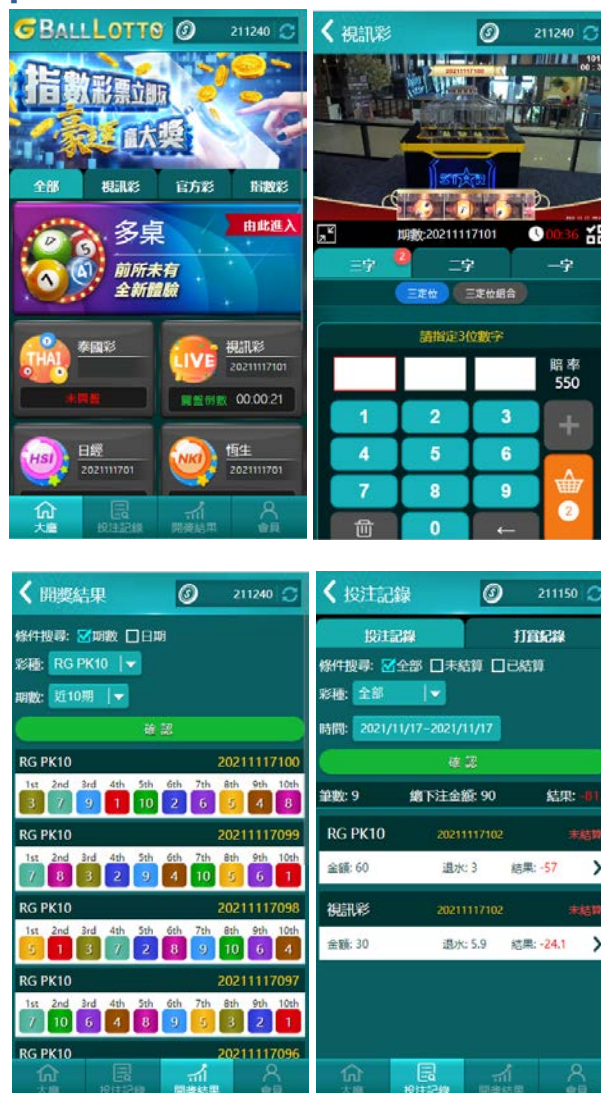 GBALLLOTTO
211240
指數彩票立即玩
豪運 贏大獎
全部 視訊彩 官方彩 指數彩
多桌 由此進入
前所未有
全新體驗
THAI 泰國彩
未開盤
LIVE 視訊彩
20211117101
開盤倒數 00:00:21
HSI 日經
2021111701
NKI 恆生
2021111701
大廳 投注記錄 開獎結果 會員
視訊彩 211240
20211117100
STAR
期數:20211117101 00:36
三字 2 二字 一字
三定位 三定位組合
請指定3位數字
賠率
550
1 2 3
+
4 5 6
7 8 9
2
0 ←
開獎結果 211240
條件搜尋: 期數 日期
彩種: RG PK10
期數: 近10期
確認
RG PK10 20211117100
1st 2nd 3rd 4th 5th 6th 7th 8th 9th 10th
3 7 9 1 10 2 6 5 4 8
RG PK10 20211117099
1st 2nd 3rd 4th 5th 6th 7th 8th 9th 10th
7 8 3 2 9 4 10 5 6 1
RG PK10 20211117098
1st 2nd 3rd 4th 5th 6th 7th 8th 9th 10th
5 1 3 7 2 8 9 10 6 4
RG PK10 20211117097
1st 2nd 3rd 4th 5th 6th 7th 8th 9th 10th
7 10 6 4 8 9 5 3 2 1
RG PK10 20211117096
大廳 投注記錄 開獎結果 會員
投注記錄 211150
投注記錄 打賞紀錄
條件搜尋: 全部 未結算 已結算
彩種: 全部
時間: 2021/11/17~2021/11/17
確認
筆數: 9 總下注金額: 90 結果: -81
RG PK10 20211117102 未結算
金額: 60 退水: 3 結果: -57
視訊彩 20211117102 未結算
金額: 30 退水: 5.9 結果: -24.1
大廳 投注記錄 開獎結果 會員